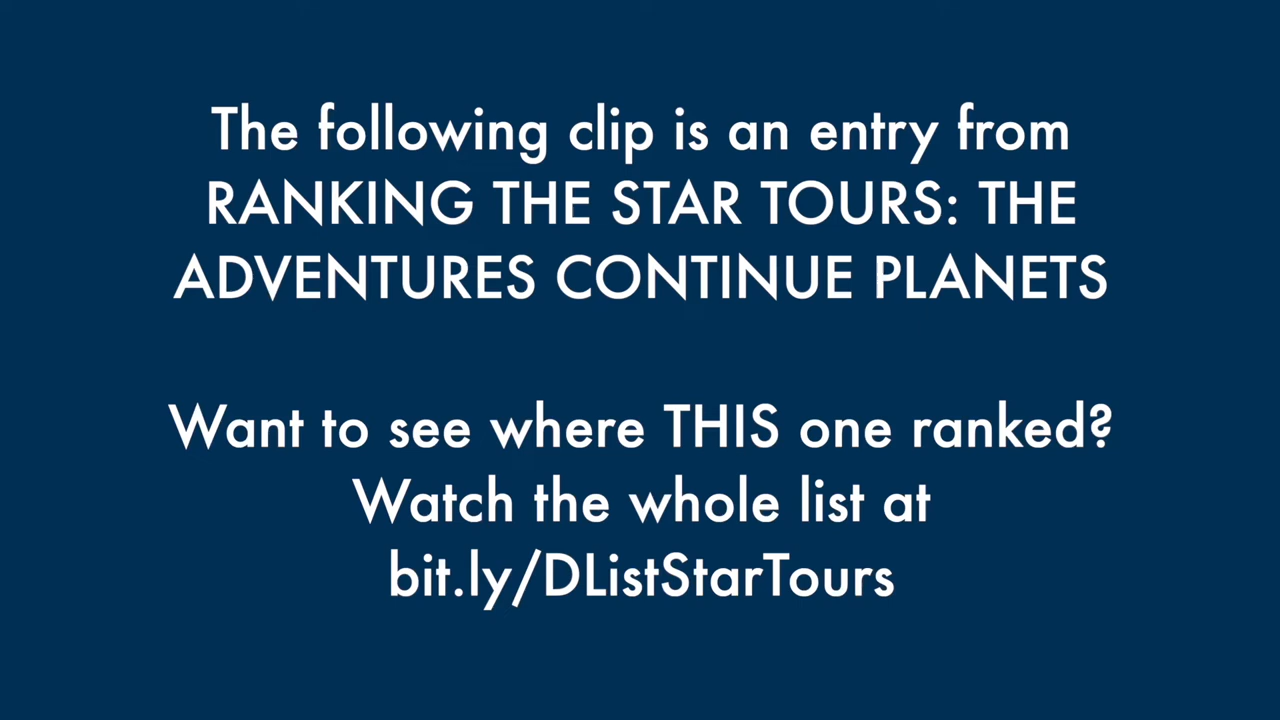 The following clip is an entry from
RANKING THE STAR TOURS: THE
ADVENTURES CONTINUE PLANETS
Want to see where THIS one ranked?
Watch the whole list at
bit.ly/DListStarTours